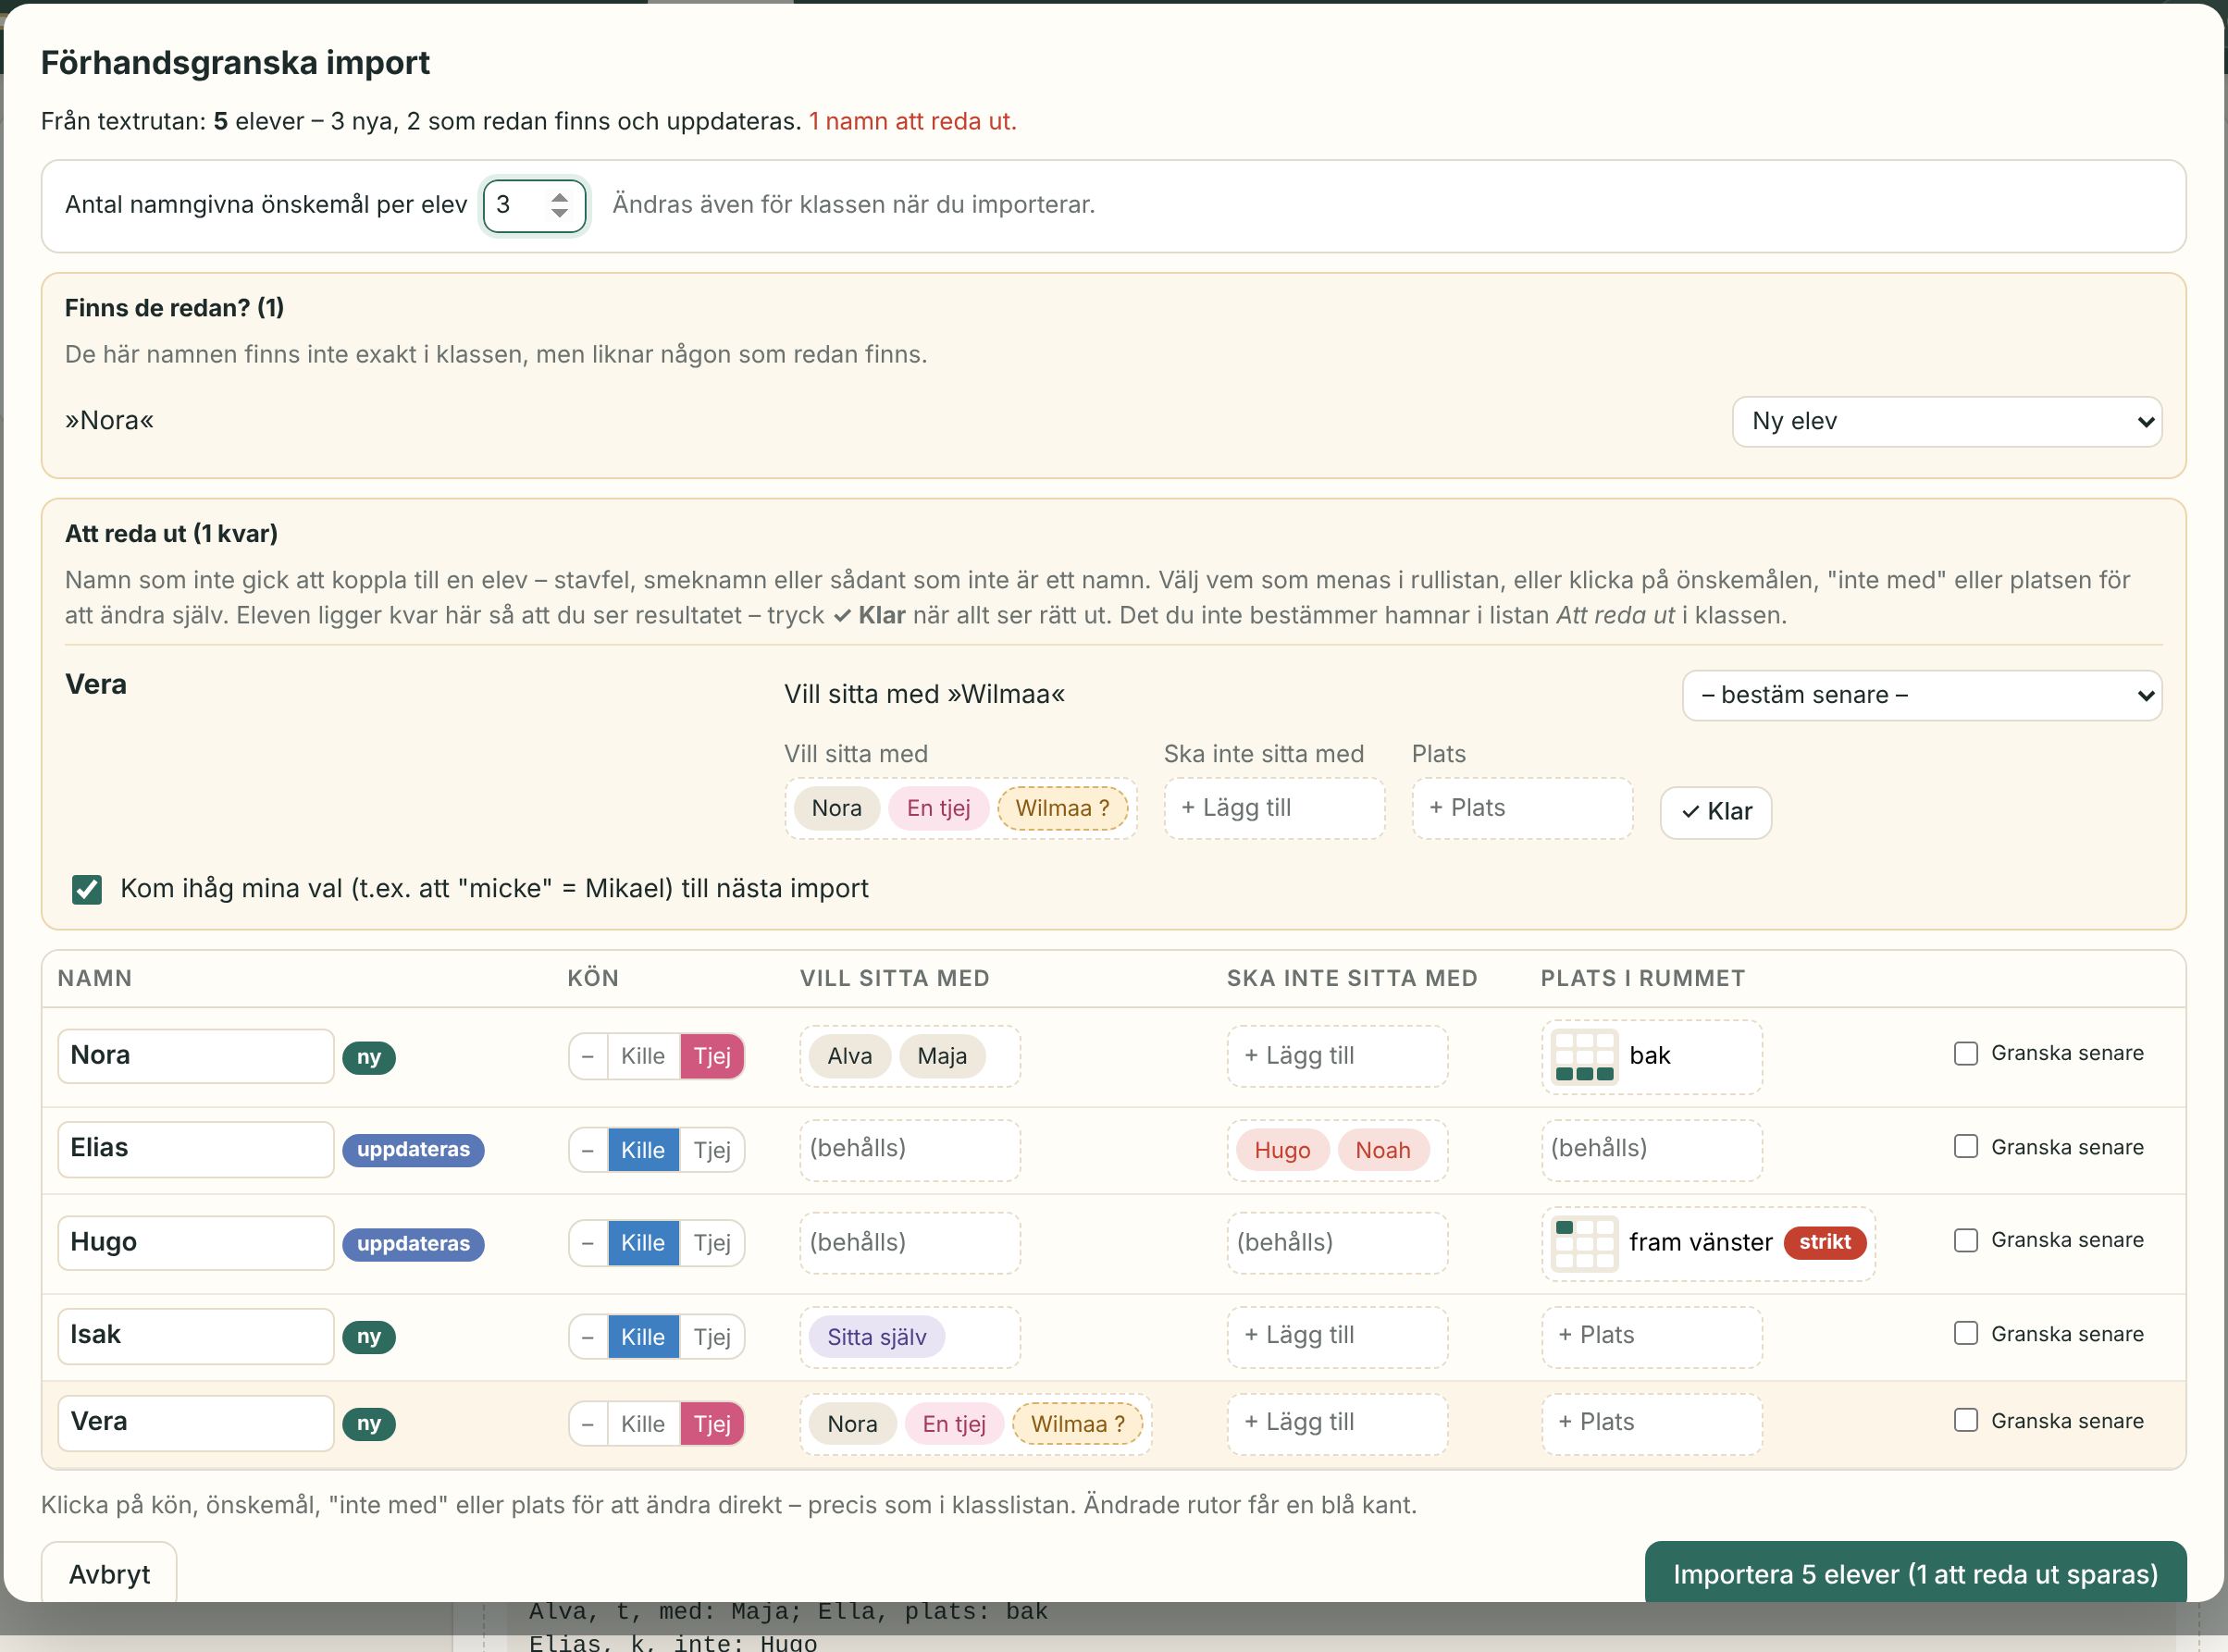 Förhandsgranska import
Från textrutan: 5 elever – 3 nya, 2 som redan finns och uppdateras. 1 namn att reda ut.
Antal namngivna önskemål per elev 3 Ändras även för klassen när du importerar.
Finns de redan? (1)
De här namnen finns inte exakt i klassen, men liknar någon som redan finns.
»Nora« Ny elev
Att reda ut (1 kvar)
Namn som inte gick att koppla till en elev – stavfel, smeknamn eller sådant som inte är ett namn. Välj vem som menas i rullistan, eller klicka på önskemålen, "inte med" eller platsen för
att ändra själv. Eleven ligger kvar här så att du ser resultatet – tryck ✓ Klar när allt ser rätt ut. Det du inte bestämmer hamnar i listan Att reda ut i klassen.
Vera Vill sitta med »Wilmaa« – bestäm senare –
Vill sitta med Ska inte sitta med Plats
Nora En tjej Wilmaa ? + Lägg till + Plats ✓ Klar
Kom ihåg mina val (t.ex. att "micke" = Mikael) till nästa import
NAMN KÖN VILL SITTA MED SKA INTE SITTA MED PLATS I RUMMET
Nora ny – Kille Tjej Alva Maja + Lägg till bak Granska senare
Elias uppdateras – Kille Tjej (behålls) Hugo Noah (behålls) Granska senare
Hugo uppdateras – Kille Tjej (behålls) (behålls) fram vänster strikt Granska senare
Isak ny – Kille Tjej Sitta själv + Lägg till + Plats Granska senare
Vera ny – Kille Tjej Nora En tjej Wilmaa ? + Lägg till + Plats Granska senare
Klicka på kön, önskemål, "inte med" eller plats för att ändra direkt – precis som i klasslistan. Ändrade rutor får en blå kant.
Avbryt Importera 5 elever (1 att reda ut sparas)
Alva, t, med: Maja; Ella, plats: bak
Elias, k, inte: Hugo